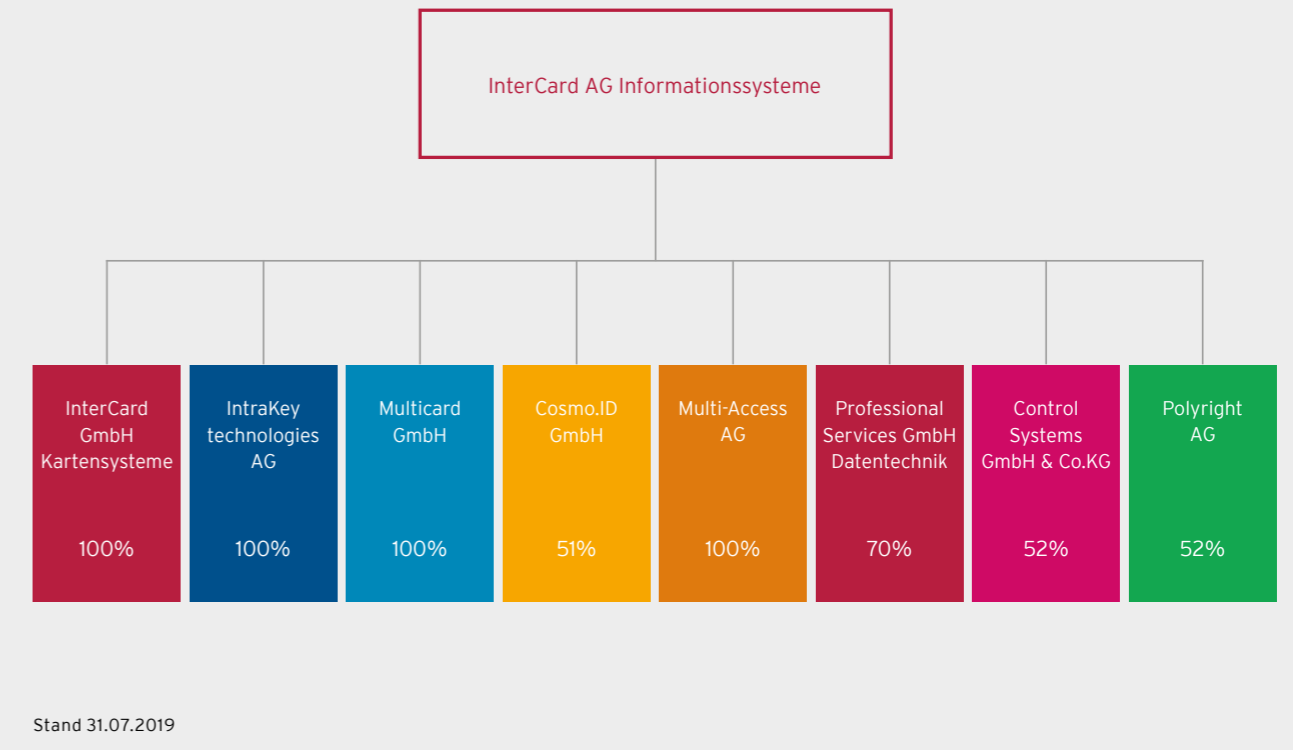 InterCard AG Informationssysteme
InterCard
GmbH
Kartensysteme
100%
IntraKey
technologies
AG
100%
Multicard
GmbH
100%
Cosmo.ID
GmbH
51%
Multi-Access
AG
100%
Professional
Services GmbH
Datentechnik
70%
Control
Systems
GmbH & Co.KG
52%
Polyright
AG
52%
Stand 31.07.2019